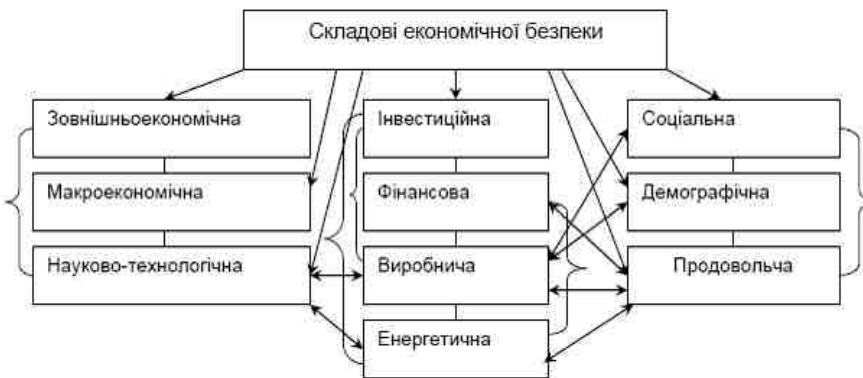 Складові економічної безпеки
Зовнішньоекономічна
Інвестиційна
Соціальна
Макроекономічна
Фінансова
Демографічна
Науково-технологічна
Виробнича
Продовольча
Енергетична